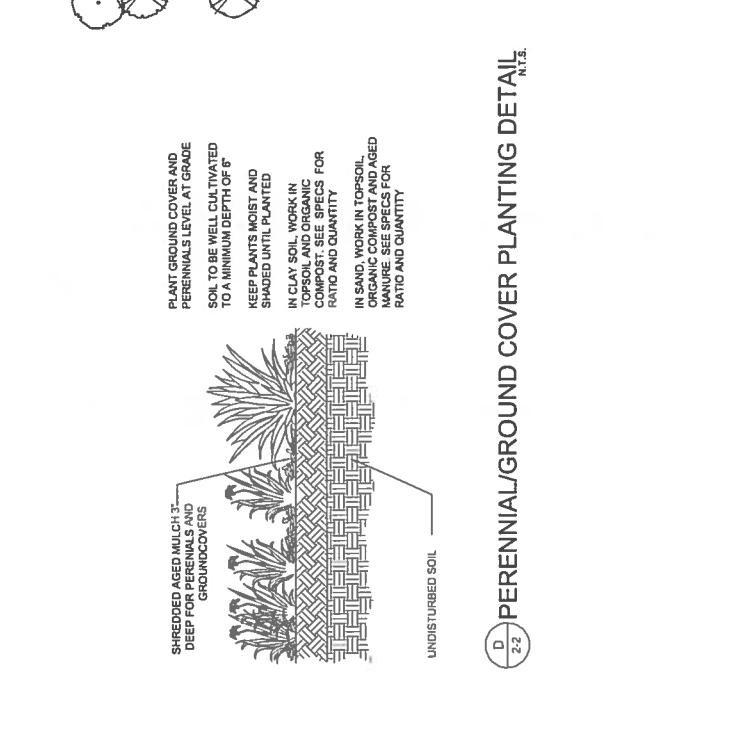 SHREDDED AGED MULCH 3"
DEEP FOR PERENIALS AND
GROUNDCOVERS
PLANT GROUND COVER AND
PERENNIALS LEVEL AT GRADE
SOIL TO BE WELL CULTIVATED
TO A MINIMUM DEPTH OF 6"
KEEP PLANTS MOIST AND
SHADED UNTIL PLANTED
IN CLAY SOIL, WORK IN
TOPSOIL AND ORGANIC
COMPOST. SEE SPECS FOR
RATIO AND QUANTITY
IN SAND, WORK IN TOPSOIL,
ORGANIC COMPOST AND AGED
MANURE. SEE SPECS FOR
RATIO AND QUANTITY
UNDISTURBED SOIL
D
2-2
PERENNIAL/GROUND COVER PLANTING DETAIL
N.T.S.